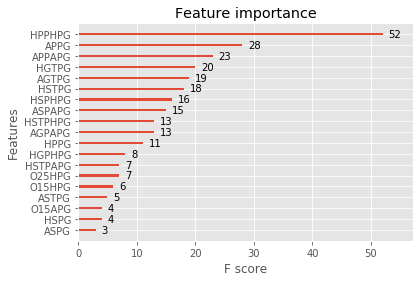 Feature importance
Features
HPPHPG 52
APPG 28
APPAPG 23
HGTPG 20
AGTPG 19
HSTPG 18
HSPHPG 16
ASPAPG 15
HSTPHPG 13
AGPAPG 13
HPPG 11
HGPHPG 8
HSTPAPG 7
O25HPG 7
O15HPG 6
ASTPG 5
O15APG 4
HSPG 4
ASPG 3
0 10 20 30 40 50
F score